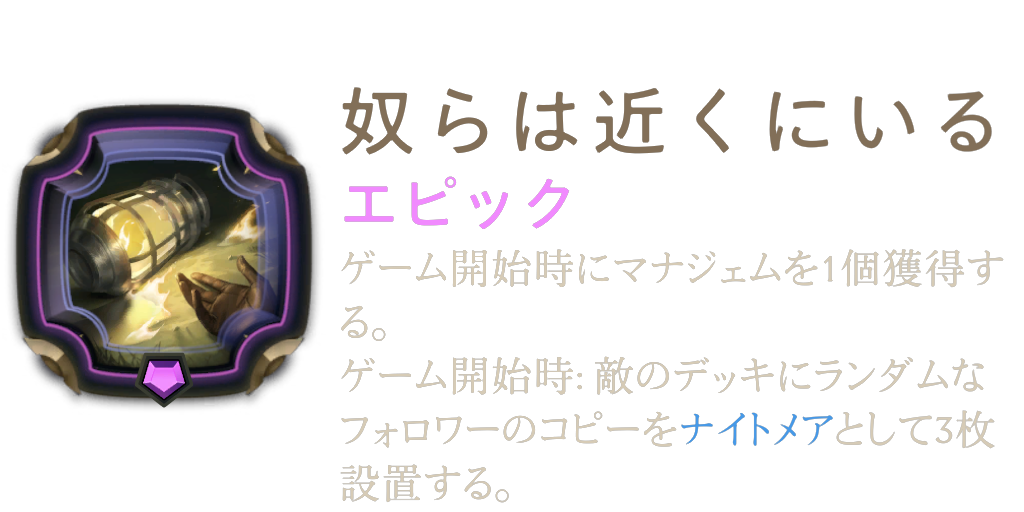 奴らは近くにいる
エピック
ゲーム開始時にマナジェムを1個獲得す
る。
ゲーム開始時: 敵のデッキにランダムな
フォロワーのコピーをナイトメアとして3枚
設置する。